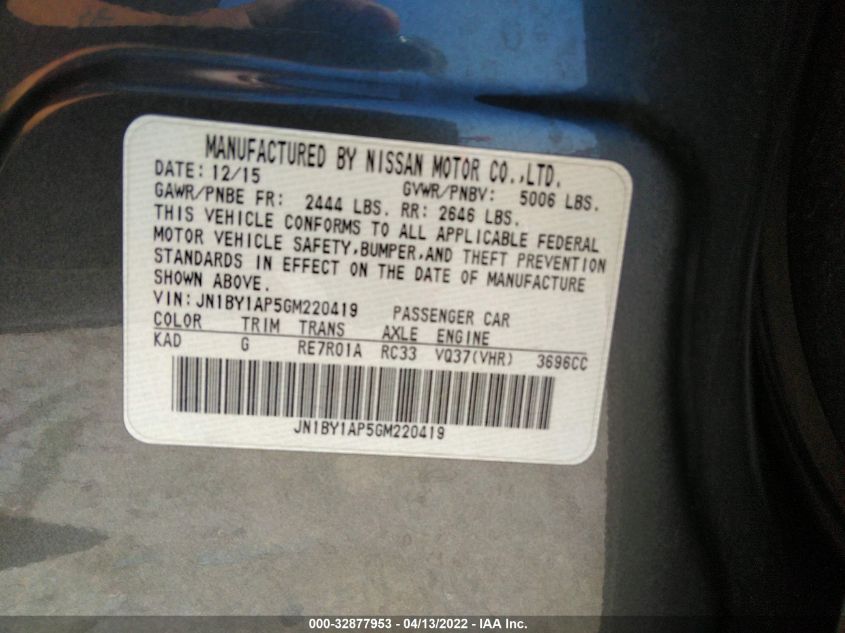 MANUFACTURED BY NISSAN MOTOR CO.,LTD.
DATE: 12/15 GVWR/PNBV: 5006 LBS.
GAWR/PNBE FR: 2444 LBS. RR: 2646 LBS.
THIS VEHICLE CONFORMS TO ALL APPLICABLE FEDERAL
MOTOR VEHICLE SAFETY,BUMPER,AND THEFT PREVENTION
STANDARDS IN EFFECT ON THE DATE OF MANUFACTURE
SHOWN ABOVE.
VIN: JN1BY1AP5GM220419 PASSENGER CAR
COLOR TRIM TRANS AXLE ENGINE
KAD G RE7R01A RC33 VQ37(VHR) 3696CC
JN1BY1AP5GM220419
000-32877953 - 04/13/2022 - IAA Inc.